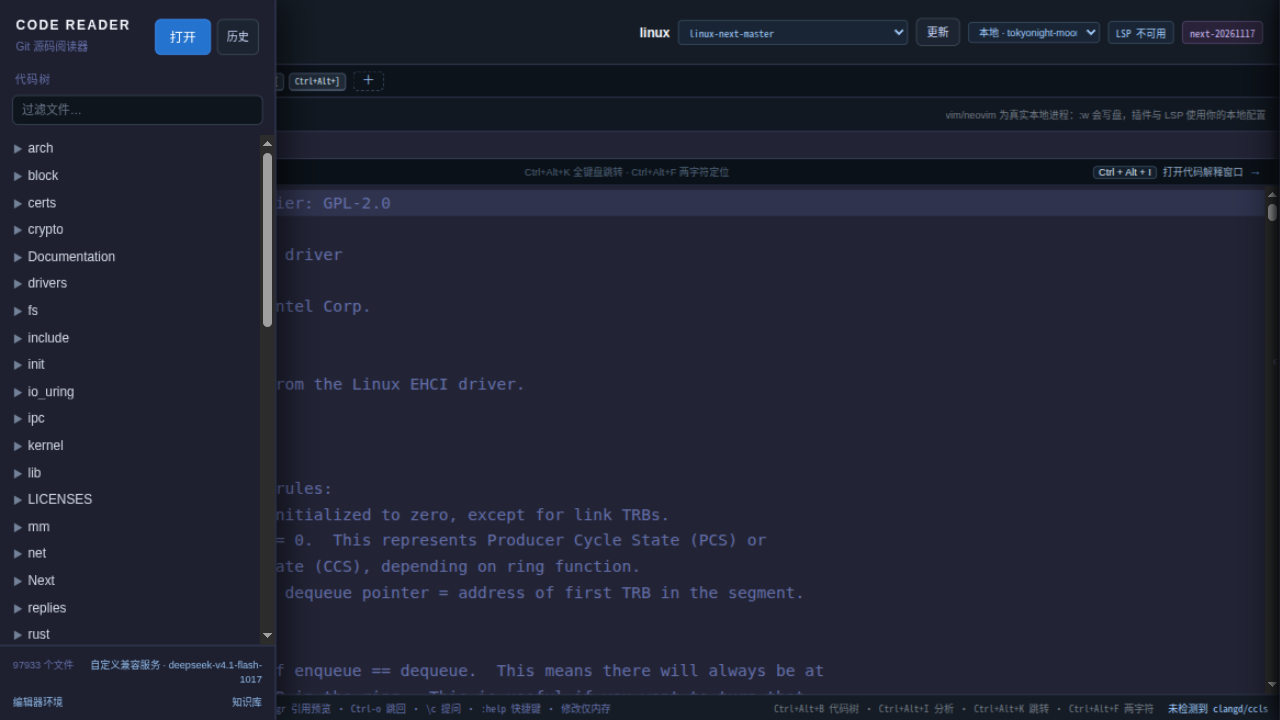 CODE READER
Git 源码阅读器
打开
历史
linux
linux-next-master
更新
本地 · tokyonight-moon
LSP 不可用
next-20261117
代码树
过滤文件…
Ctrl+Alt+]
+
vim/neovim 为真实本地进程: :w 会写盘，插件与 LSP 使用你的本地配置
Ctrl+Alt+K 全键盘跳转 · Ctrl+Alt+F 两字符定位
Ctrl + Alt + I 打开代码解释窗口 →
arch
block
certs
crypto
Documentation
drivers
fs
include
init
io_uring
ipc
kernel
lib
LICENSES
mm
net
Next
replies
rust
ier: GPL-2.0
driver
ntel Corp.
rom the Linux EHCI driver.
rules:
nitialized to zero, except for link TRBs.
= 0.  This represents Producer Cycle State (PCS) or
ate (CCS), depending on ring function.
dequeue pointer = address of first TRB in the segment.
f enqueue == dequeue.  This means there will always be at
97933 个文件
自定义兼容服务 · deepseek-v4.1-flash-
1017
编辑器环境
知识库
gr 引用预览 · Ctrl-o 跳回 · \c 提问 · :help 快捷键 · 修改仅内存
Ctrl+Alt+B 代码树 · Ctrl+Alt+I 分析 · Ctrl+Alt+K 跳转 · Ctrl+Alt+F 两字符
未检测到 clangd/ccls